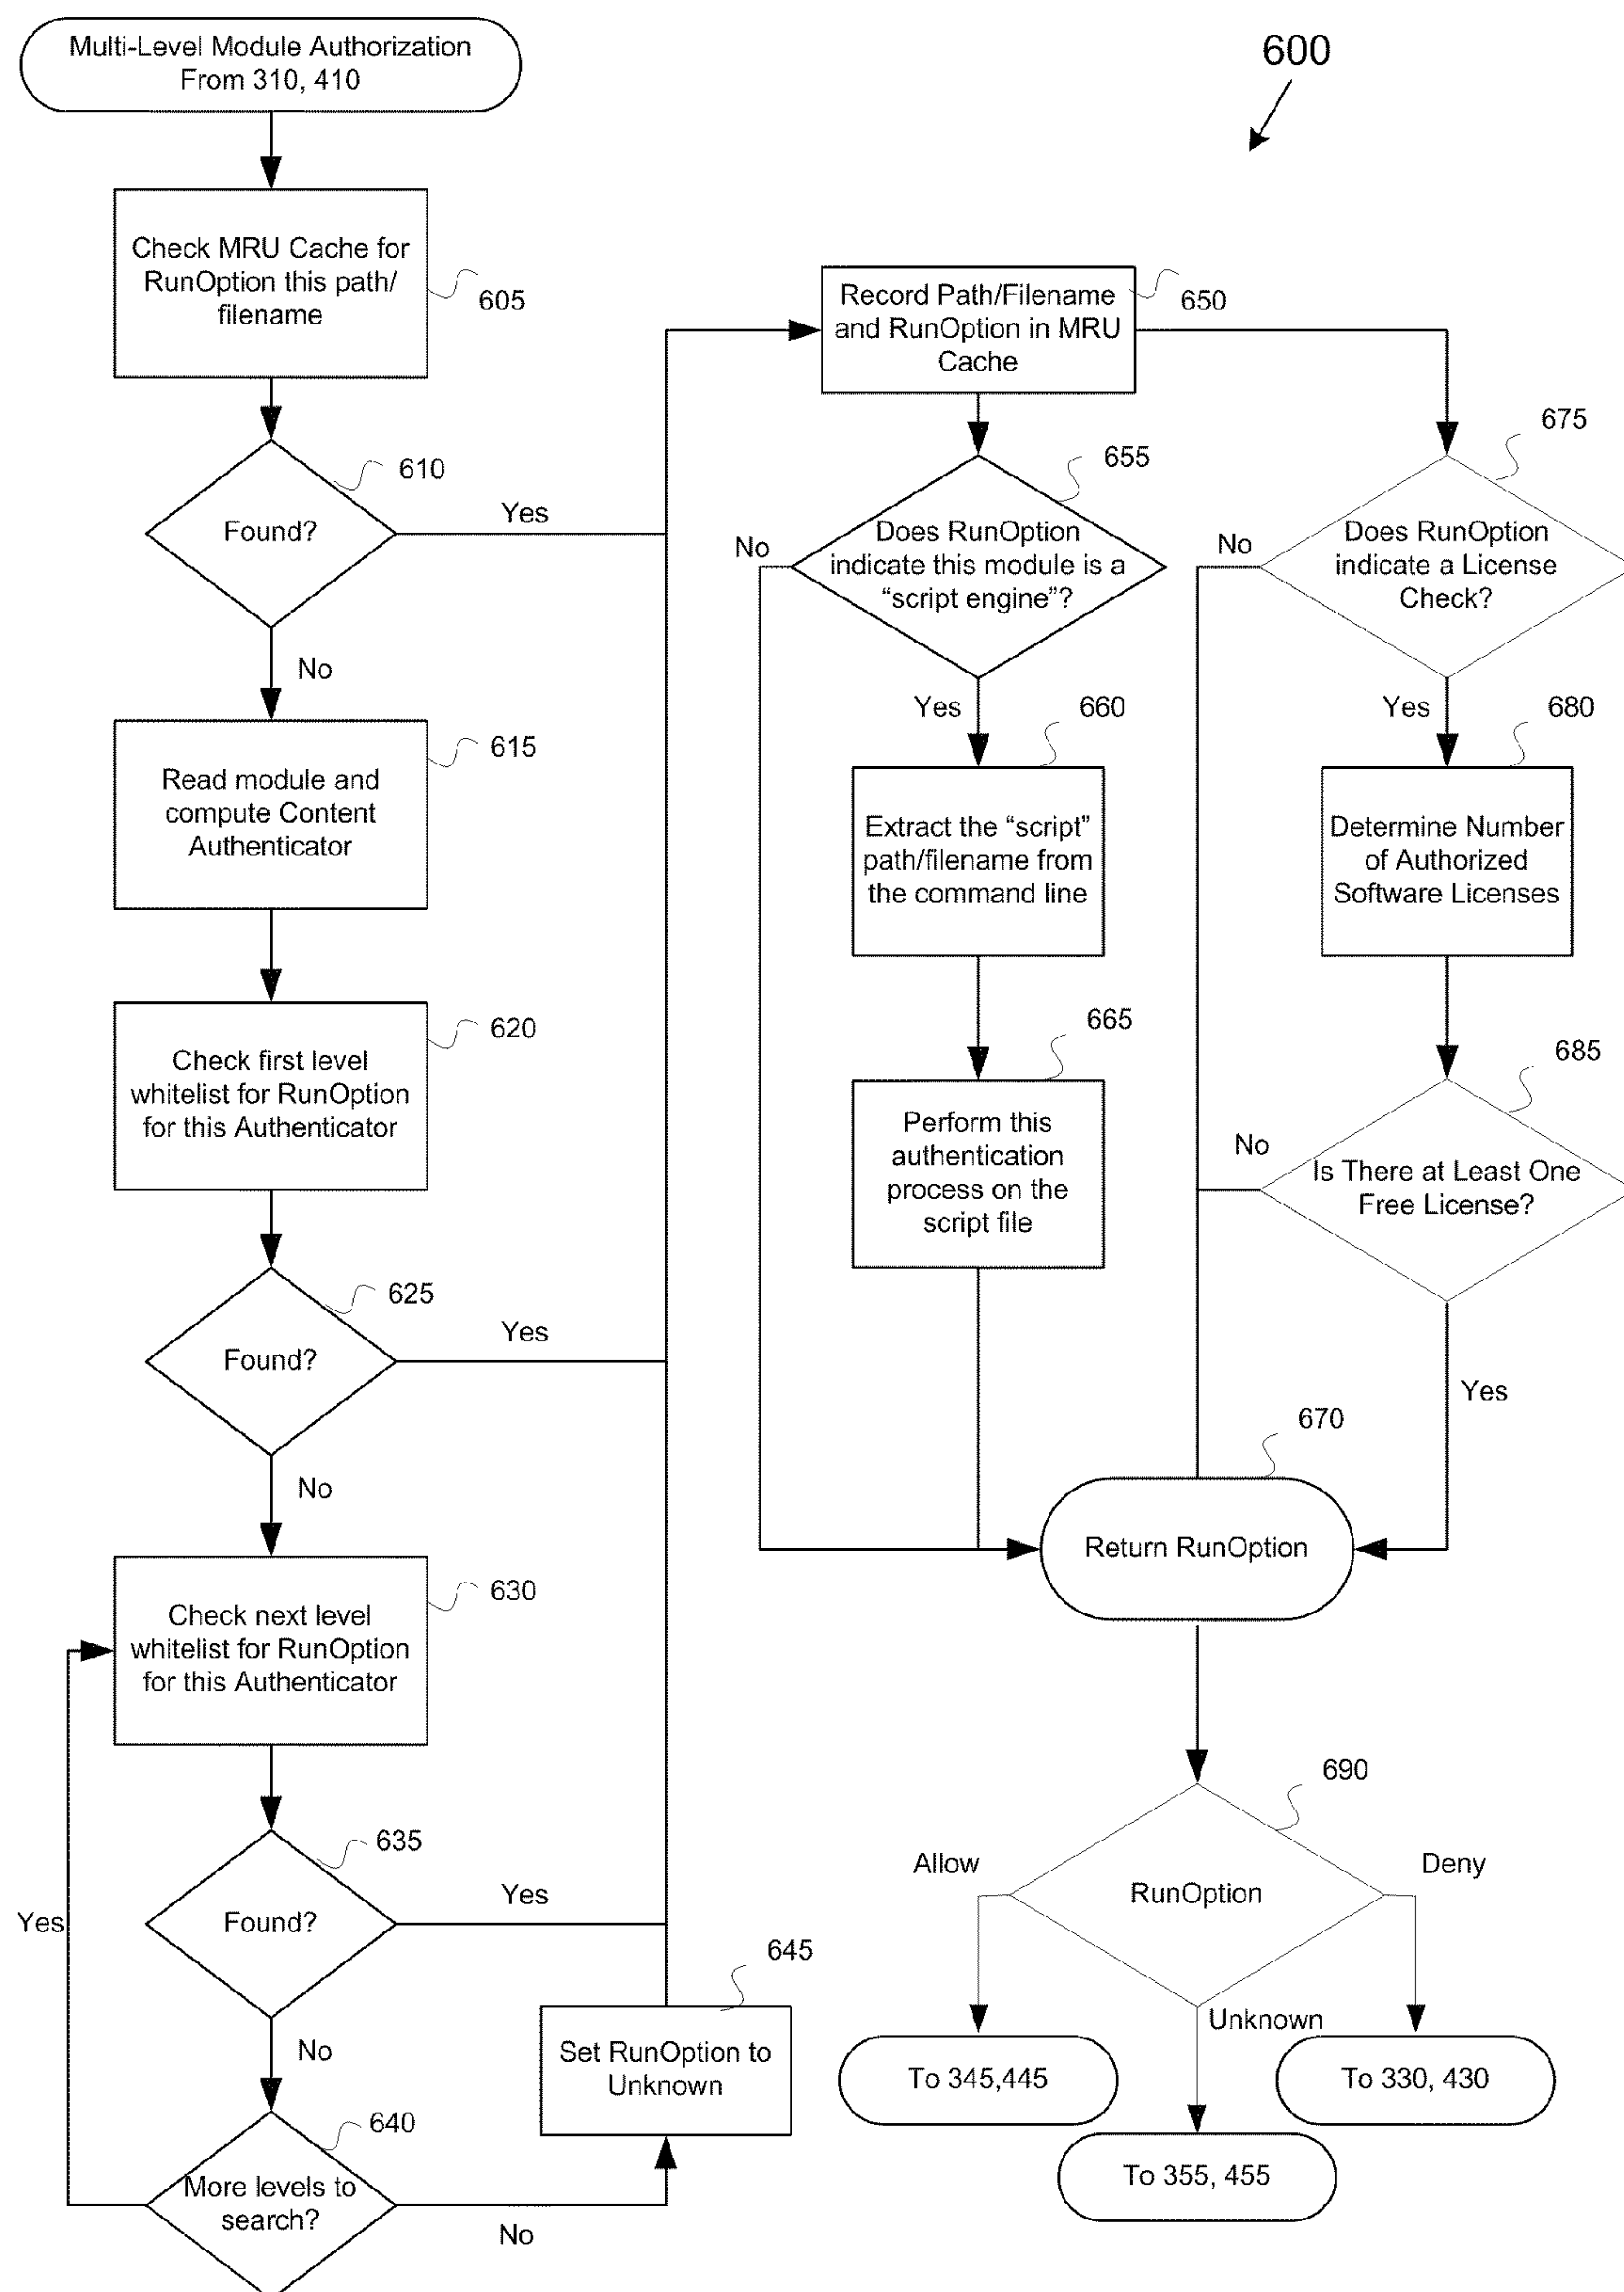 Multi-Level Module Authorization
From 310, 410
600
Check MRU Cache for
RunOption this path/
filename
605
Found?
610
Yes
No
Read module and
compute Content
Authenticator
615
Check first level
whitelist for RunOption
for this Authenticator
620
Found?
625
Yes
No
Check next level
whitelist for RunOption
for this Authenticator
630
Found?
635
Yes
No
More levels to
search?
640
Yes
No
Set RunOption to
Unknown
645
Record Path/Filename
and RunOption in MRU
Cache
650
Does RunOption
indicate this module is a
“script engine”?
655
No
Yes
Extract the “script”
path/filename from
the command line
660
Perform this
authentication
process on the
script file
665
Does RunOption
indicate a License
Check?
675
No
Yes
Determine Number
of Authorized
Software Licenses
680
Is There at Least One
Free License?
685
No
Yes
Return RunOption
670
RunOption
690
Allow
Unknown
Deny
To 345,445
To 355, 455
To 330, 430